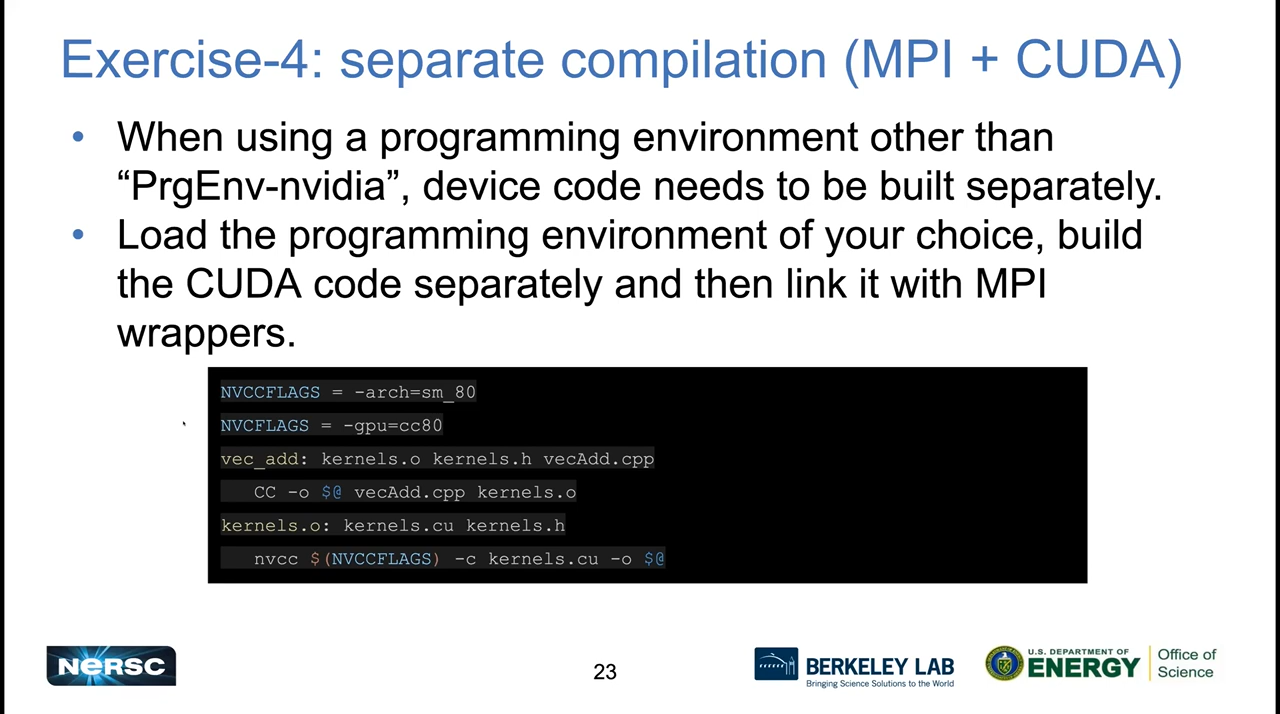 Exercise-4: separate compilation (MPI + CUDA)
• When using a programming environment other than
“PrgEnv-nvidia”, device code needs to be built separately.
• Load the programming environment of your choice, build
the CUDA code separately and then link it with MPI
wrappers.
NVCCFLAGS = -arch=sm_80
NVCFLAGS = -gpu=cc80
vec_add: kernels.o kernels.h vecAdd.cpp
CC -o $@ vecAdd.cpp kernels.o
kernels.o: kernels.cu kernels.h
nvcc $(NVCCFLAGS) -c kernels.cu -o $@
NERSC
23
BERKELEY LAB
Bringing Science Solutions to the World
U.S. DEPARTMENT OF
ENERGY
Office of
Science